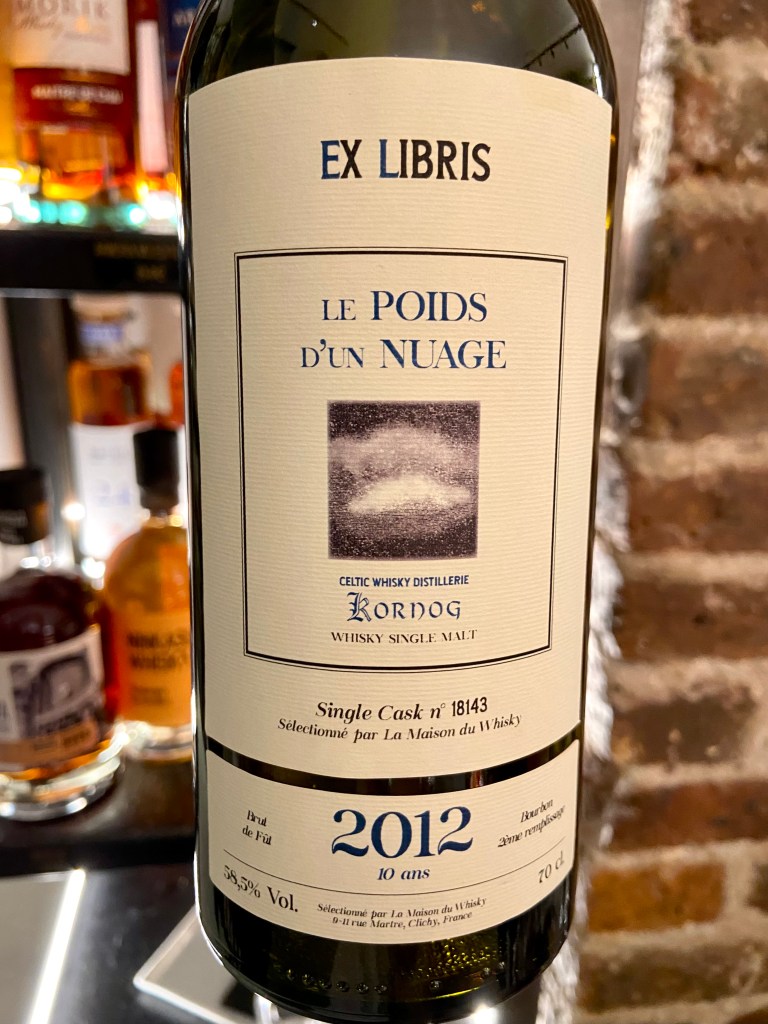 EX LIBRIS
LE POIDS
D'UN NUAGE
CELTIC WHISKY DISTILLERIE
KORNOG
WHISKY SINGLE MALT
Single Cask n° 18143
Sélectionné par La Maison du Whisky
Brut
de Fût
2012
10 ans
Bourbon
2ème remplissage
58,5% Vol.
Sélectionné par La Maison du Whisky
9-11 rue Martre, Clichy, France
70 cl